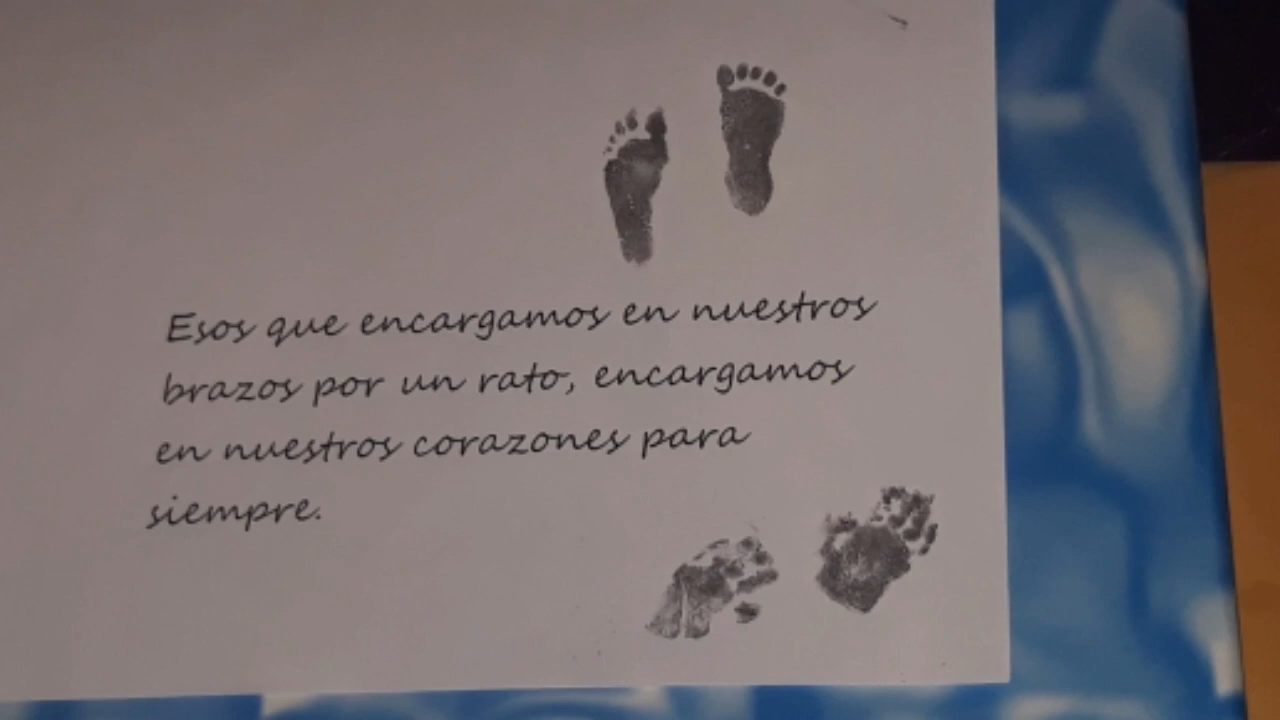 Esos que encargamos en nuestros
brazos por un rato, encargamos
en nuestros corazones para
siempre.